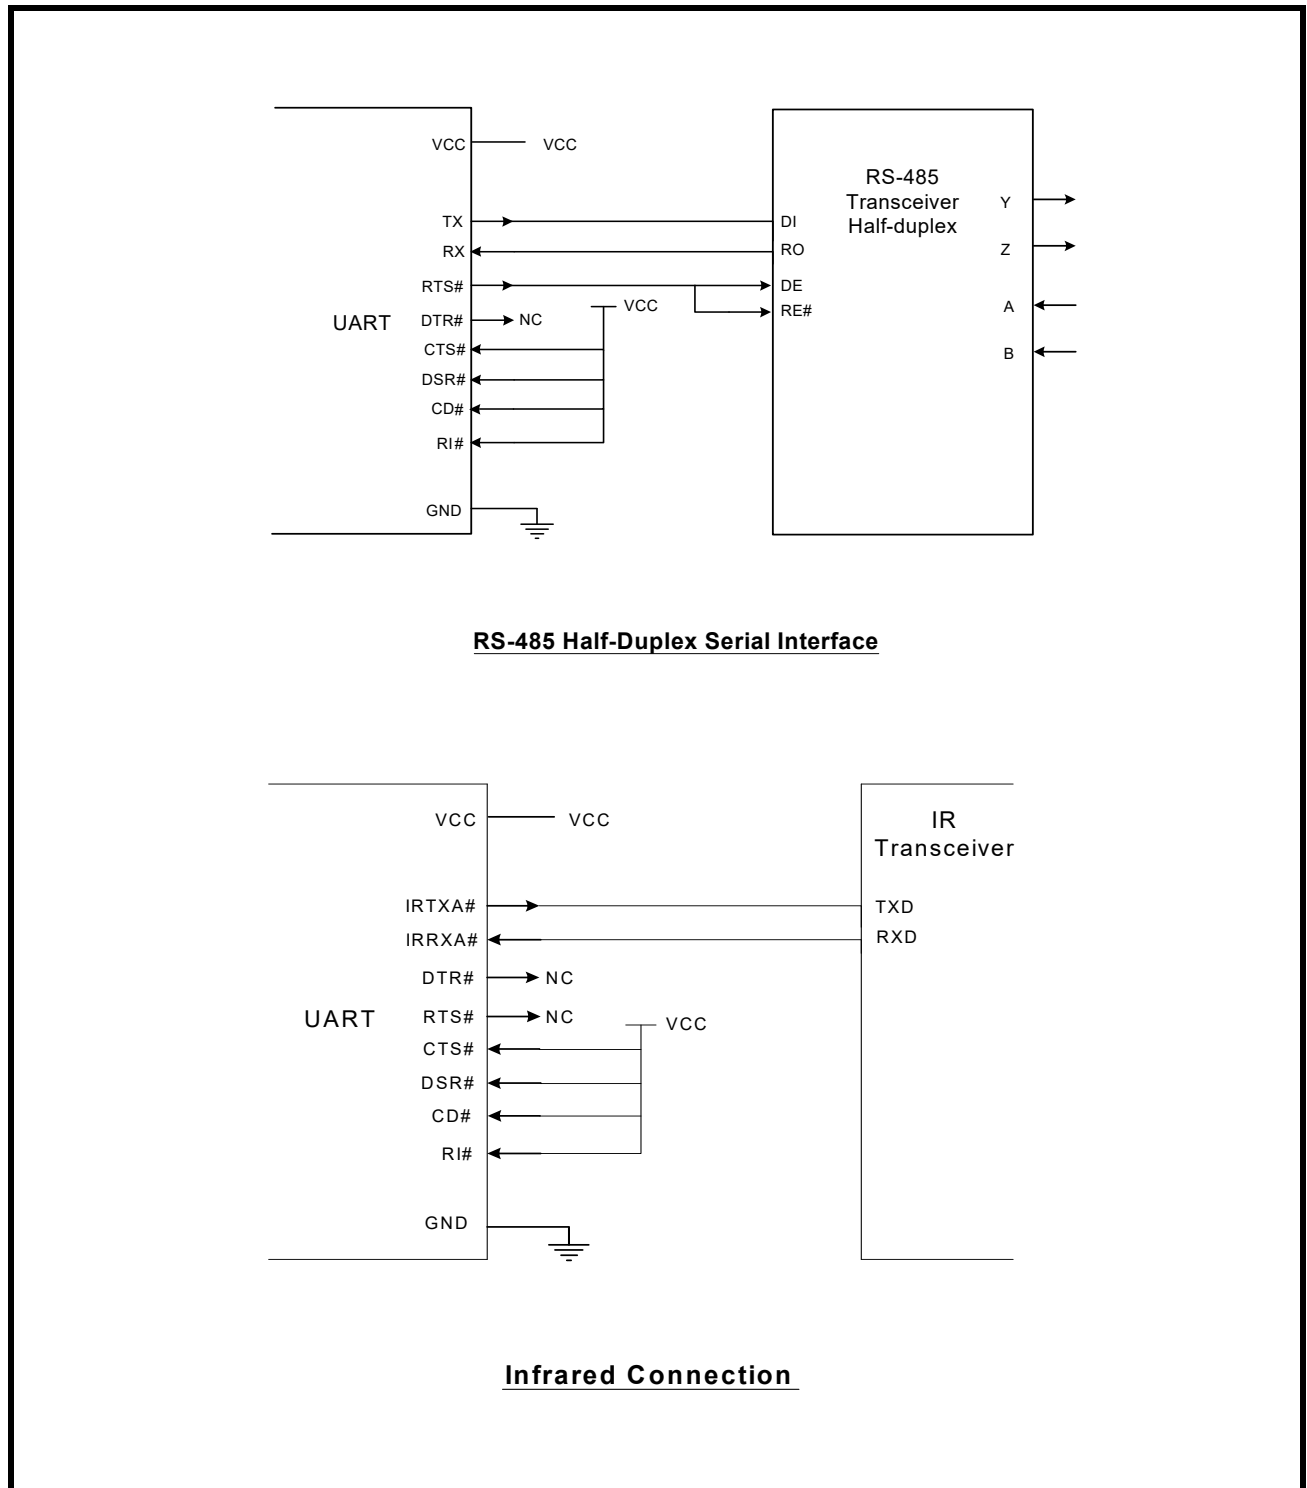 VCC VCC
RS-485
Transceiver
Half-duplex
Y
TX DI
RX RO
Z
RTS# DE
VCC RE#
A
UART DTR# NC
CTS#
B
DSR#
CD#
RI#
GND
RS-485 Half-Duplex Serial Interface
VCC VCC
IR
Transceiver
IRTXA# TXD
IRRXA# RXD
DTR# NC
UART RTS# NC
VCC
CTS#
DSR#
CD#
RI#
GND
Infrared Connection